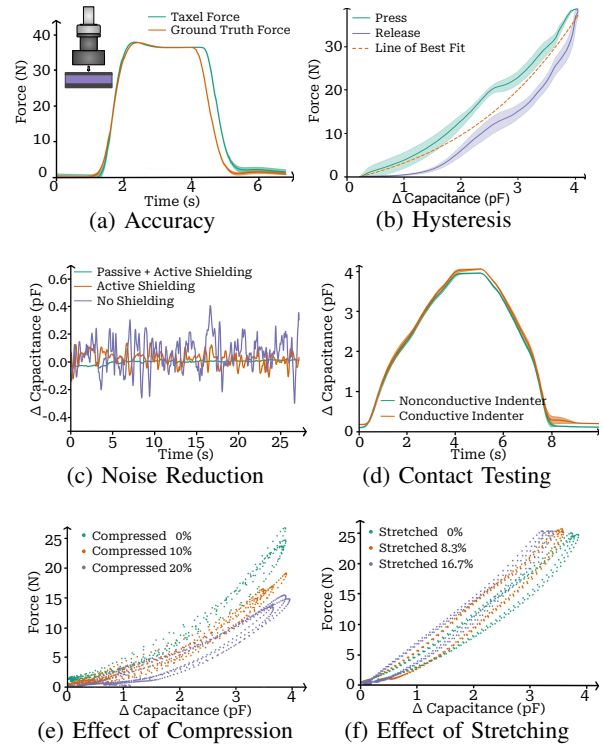 Taxel Force
Ground Truth Force
Force (N)
40
30
20
10
0
0
2
4
6
Time (s)
(a) Accuracy
Press
Release
Line of Best Fit
Force (N)
30
20
10
0
0
1
2
3
4
Δ Capacitance (pF)
(b) Hysteresis
Passive + Active Shielding
Active Shielding
No Shielding
Δ Capacitance (pF)
0.6
0.4
0.2
0.0
-0.2
-0.4
0
5
10
15
20
25
Time (s)
(c) Noise Reduction
Δ Capacitance (pF)
4
3
2
1
0
Nonconductive Indenter
Conductive Indenter
0
2
4
6
8
Time (s)
(d) Contact Testing
Compressed 0%
Compressed 10%
Compressed 20%
Force (N)
25
20
15
10
5
0
0
1
2
3
4
Δ Capacitance (pF)
(e) Effect of Compression
Stretched 0%
Stretched 8.3%
Stretched 16.7%
Force (N)
25
20
15
10
5
0
0
1
2
3
4
Δ Capacitance (pF)
(f) Effect of Stretching